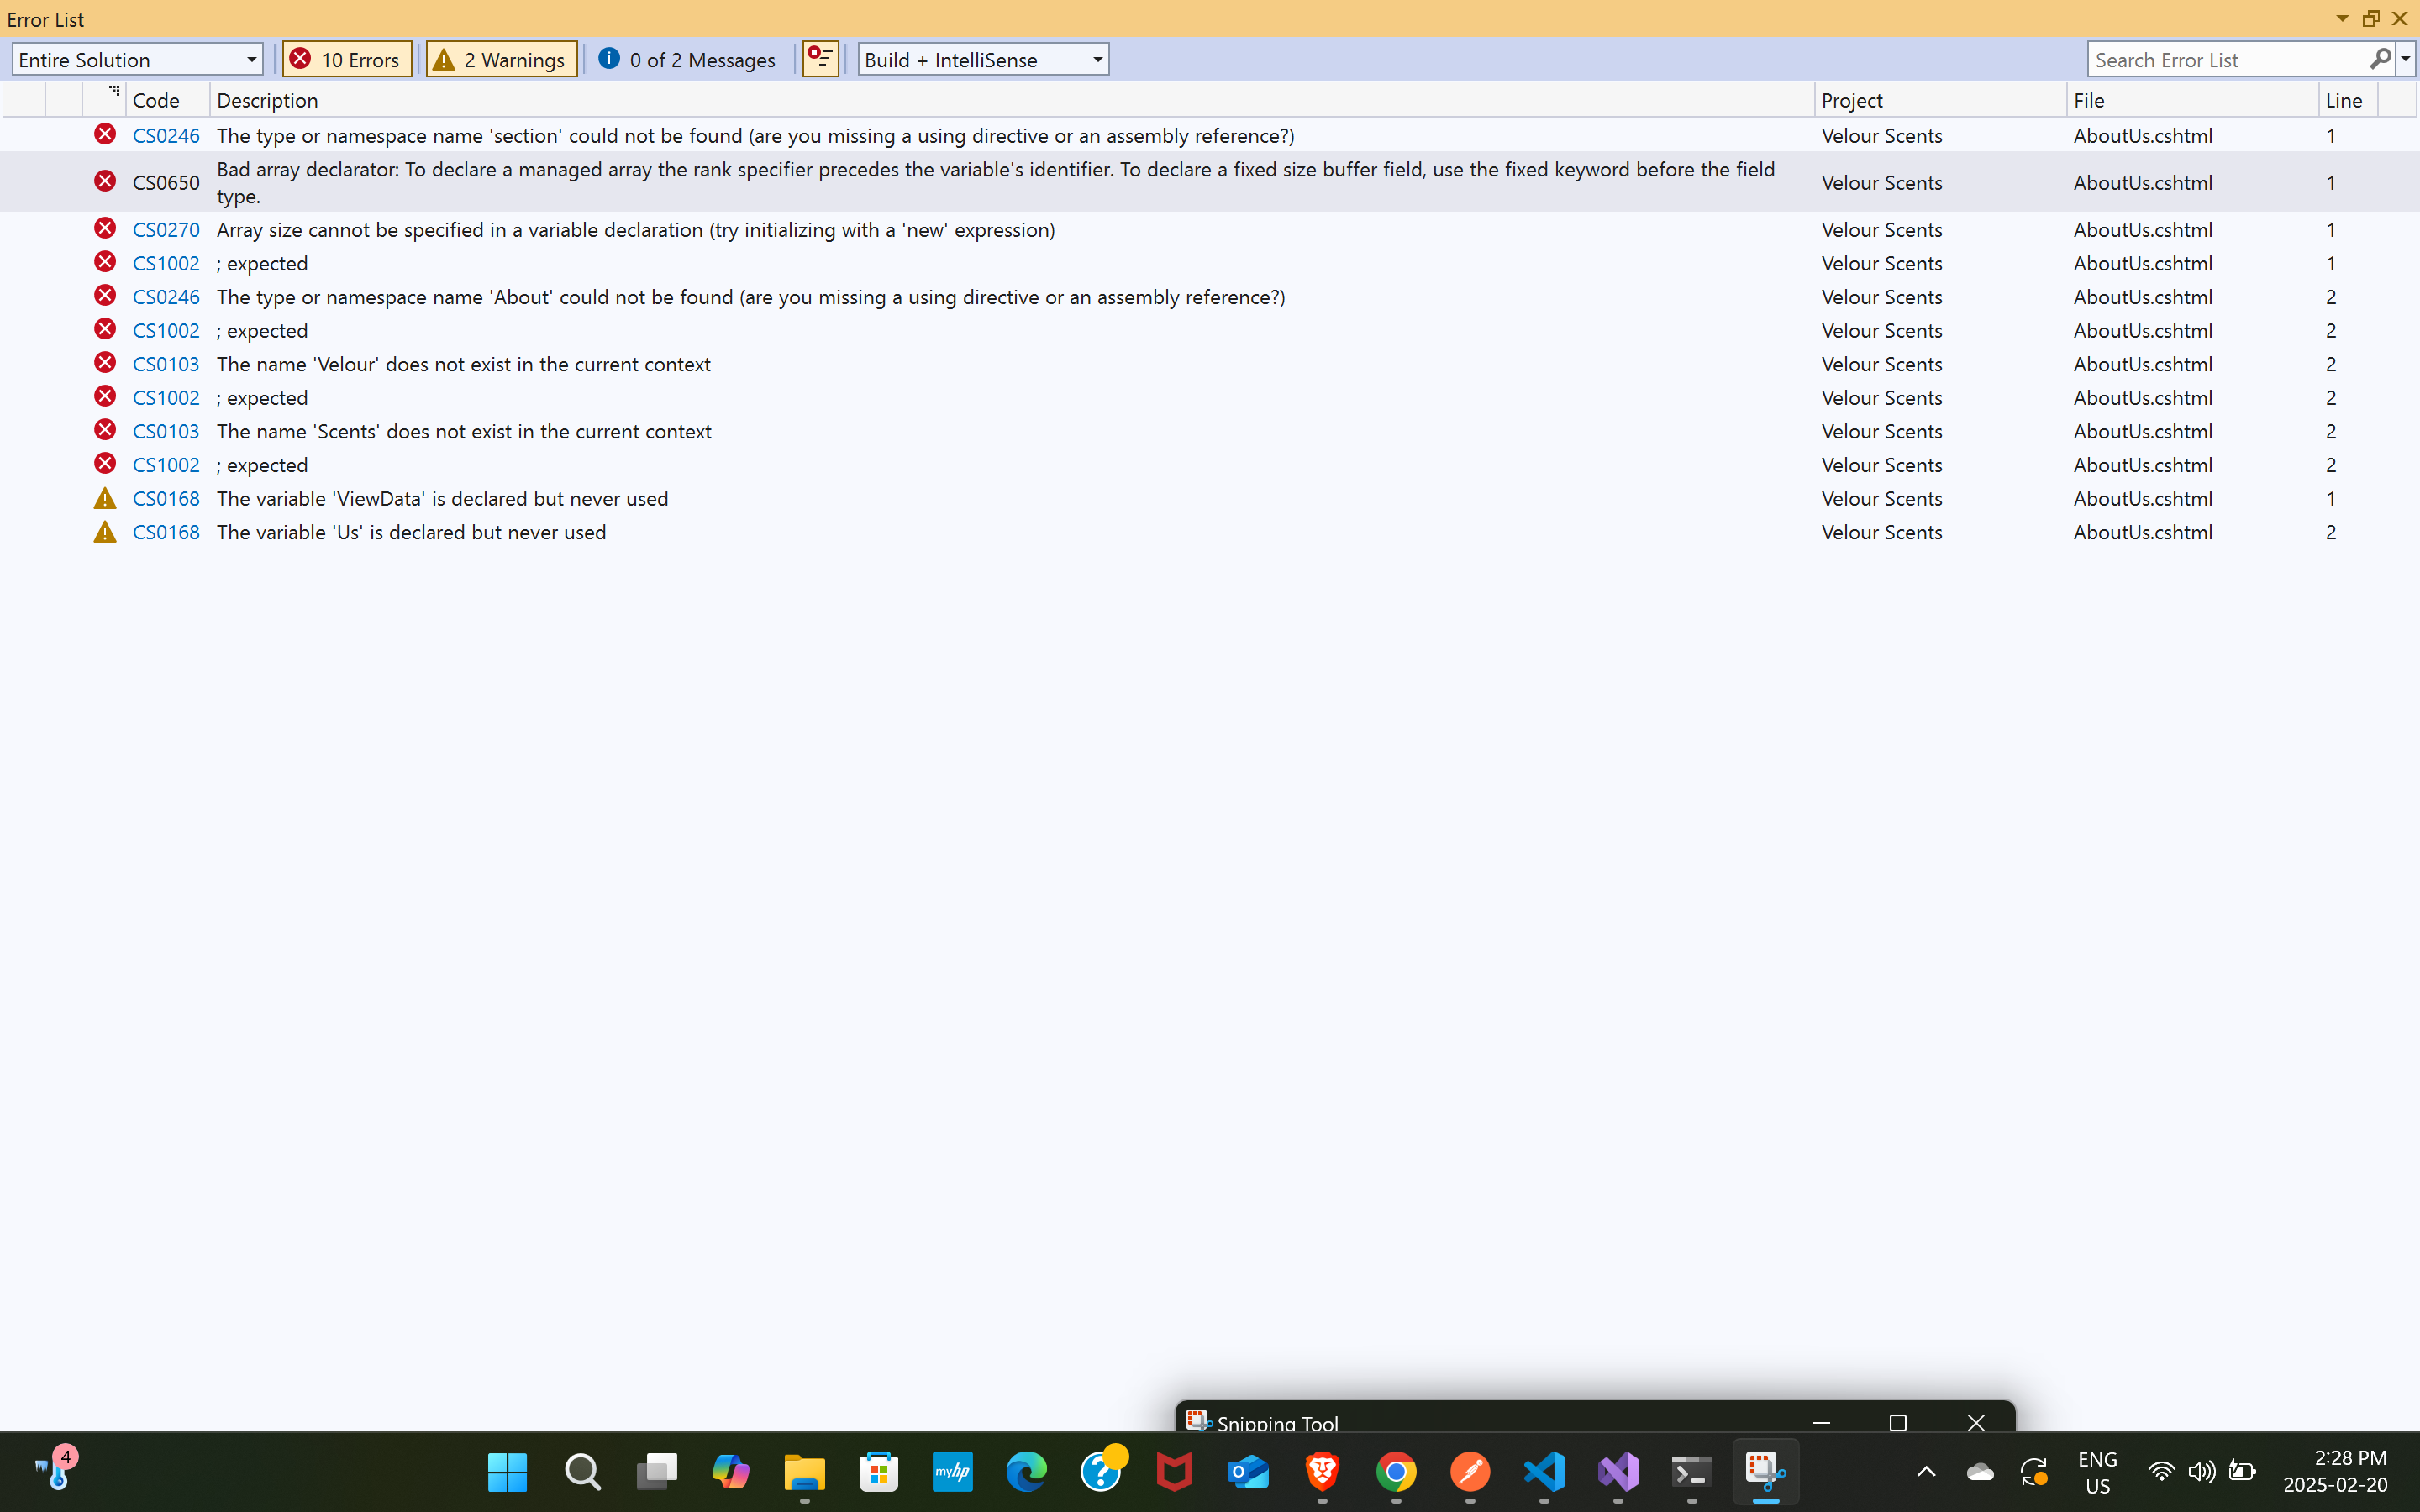 Error List
Entire Solution 10 Errors 2 Warnings 0 of 2 Messages Build + IntelliSense Search Error List
Code Description Project File Line
CS0246 The type or namespace name 'section' could not be found (are you missing a using directive or an assembly reference?) Velour Scents AboutUs.cshtml 1
CS0650 Bad array declarator: To declare a managed array the rank specifier precedes the variable's identifier. To declare a fixed size buffer field, use the fixed keyword before the field
type. Velour Scents AboutUs.cshtml 1
CS0270 Array size cannot be specified in a variable declaration (try initializing with a 'new' expression) Velour Scents AboutUs.cshtml 1
CS1002 ; expected Velour Scents AboutUs.cshtml 1
CS0246 The type or namespace name 'About' could not be found (are you missing a using directive or an assembly reference?) Velour Scents AboutUs.cshtml 2
CS1002 ; expected Velour Scents AboutUs.cshtml 2
CS0103 The name 'Velour' does not exist in the current context Velour Scents AboutUs.cshtml 2
CS1002 ; expected Velour Scents AboutUs.cshtml 2
CS0103 The name 'Scents' does not exist in the current context Velour Scents AboutUs.cshtml 2
CS1002 ; expected Velour Scents AboutUs.cshtml 2
CS0168 The variable 'ViewData' is declared but never used Velour Scents AboutUs.cshtml 1
CS0168 The variable 'Us' is declared but never used Velour Scents AboutUs.cshtml 2
Snipping Tool
4
myhp
ENG
US
2:28 PM
2025-02-20